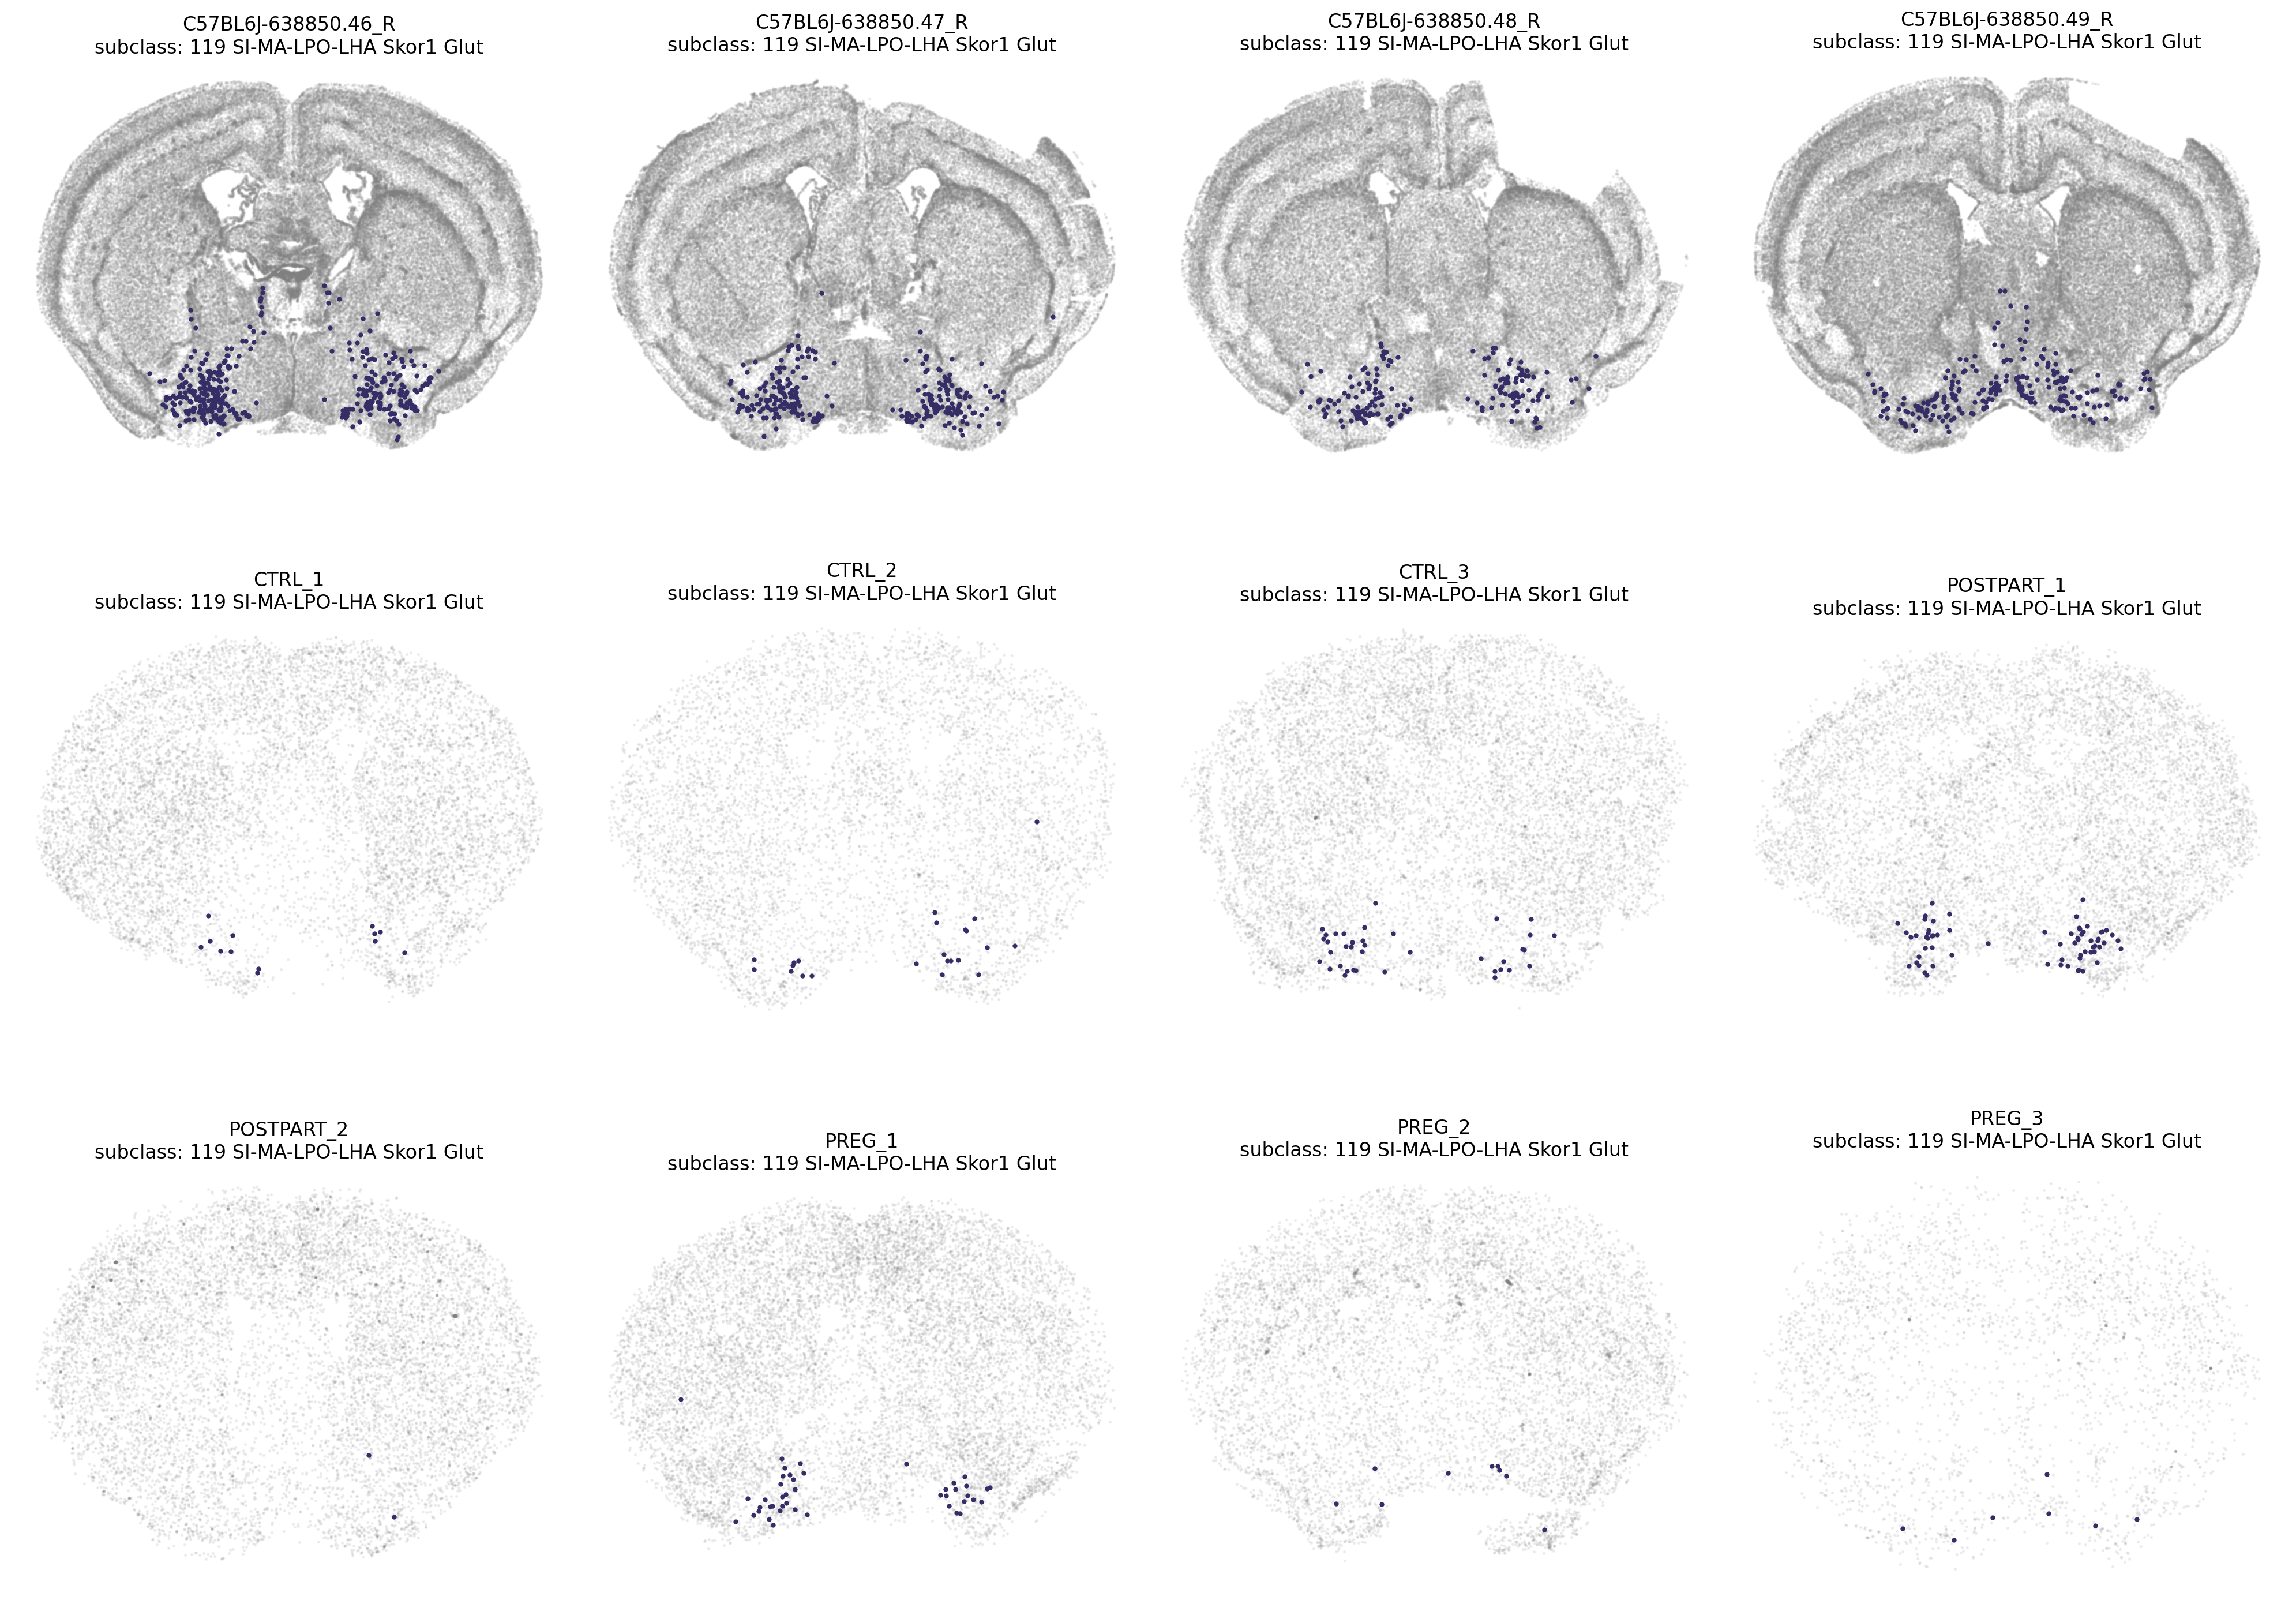 C57BL6J-638850.46_R
subclass: 119 SI-MA-LPO-LHA Skor1 Glut
C57BL6J-638850.47_R
subclass: 119 SI-MA-LPO-LHA Skor1 Glut
C57BL6J-638850.48_R
subclass: 119 SI-MA-LPO-LHA Skor1 Glut
C57BL6J-638850.49_R
subclass: 119 SI-MA-LPO-LHA Skor1 Glut
CTRL_1
subclass: 119 SI-MA-LPO-LHA Skor1 Glut
CTRL_2
subclass: 119 SI-MA-LPO-LHA Skor1 Glut
CTRL_3
subclass: 119 SI-MA-LPO-LHA Skor1 Glut
POSTPART_1
subclass: 119 SI-MA-LPO-LHA Skor1 Glut
POSTPART_2
subclass: 119 SI-MA-LPO-LHA Skor1 Glut
PREG_1
subclass: 119 SI-MA-LPO-LHA Skor1 Glut
PREG_2
subclass: 119 SI-MA-LPO-LHA Skor1 Glut
PREG_3
subclass: 119 SI-MA-LPO-LHA Skor1 Glut